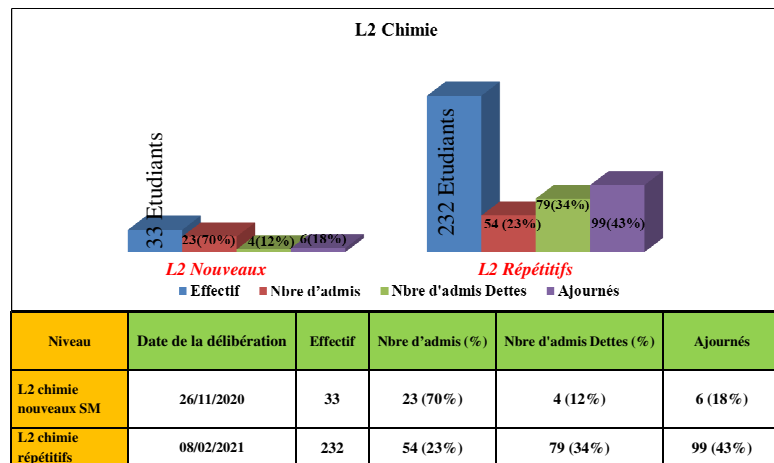 L2 Chimie
33 Etudiants
23(70%)
4(12%)
6(18%)
232 Etudiants
54 (23%)
79(34%)
99(43%)
L2 Nouveaux
L2 Répétitifs
Effectif Nbre d’admis Nbre d'admis Dettes Ajournés
Niveau Date de la délibération Effectif Nbre d’admis (%) Nbre d'admis Dettes (%) Ajournés
L2 chimie
nouveaux SM 26/11/2020 33 23 (70%) 4 (12%) 6 (18%)
L2 chimie
répétitifs 08/02/2021 232 54 (23%) 79 (34%) 99 (43%)